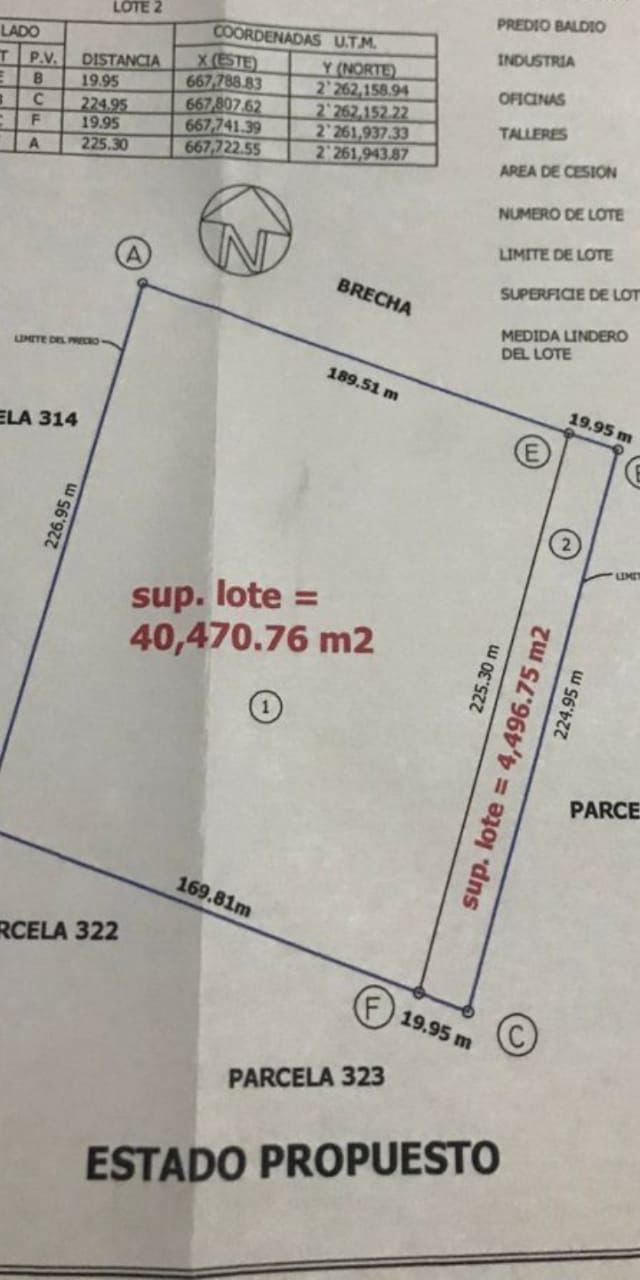 LOTE 2
LADO COORDENADAS U.T.M.
P.V. DISTANCIA X (ESTE) Y (NORTE)
B 19.95 667,788.83 2`262,158.94
C 224.95 667,807.62 2`262,152.22
F 19.95 667,741.39 2`261,937.33
A 225.30 667,722.55 2`261,943.87
PREDIO BALDIO
INDUSTRIA
OFICINAS
TALLERES
AREA DE CESION
NUMERO DE LOTE
LIMITE DE LOTE
SUPERFICIE DE LOT
MEDIDA LINDERO
DEL LOTE
A
N
BRECHA
LIMITE DEL PREDIO
189.51 m
19.95 m
ELA 314
E
226.95 m
2
LIMIT
sup. lote =
40,470.76 m2
1
225.30 m
sup. lote = 4,496.75 m2
224.95 m
PARCE
169.81m
RCELA 322
F
19.95 m
C
PARCELA 323
ESTADO PROPUESTO